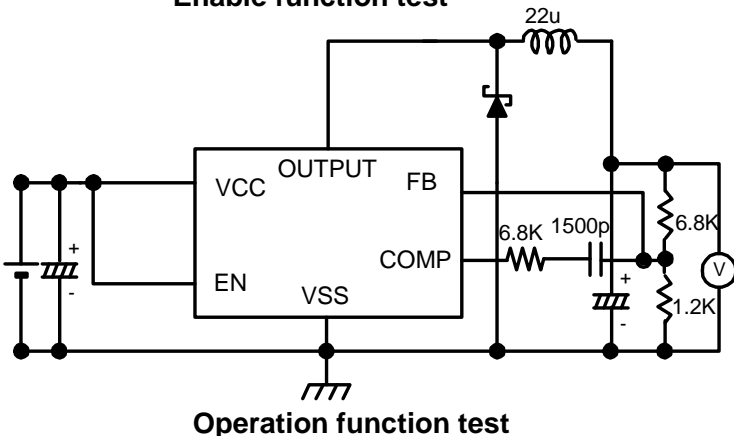 Enable function test
22u
OUTPUT
VCC
FB
6.8K
1500p
6.8K
COMP
+
+
V
EN
VSS
-
-
1.2K
Operation function test